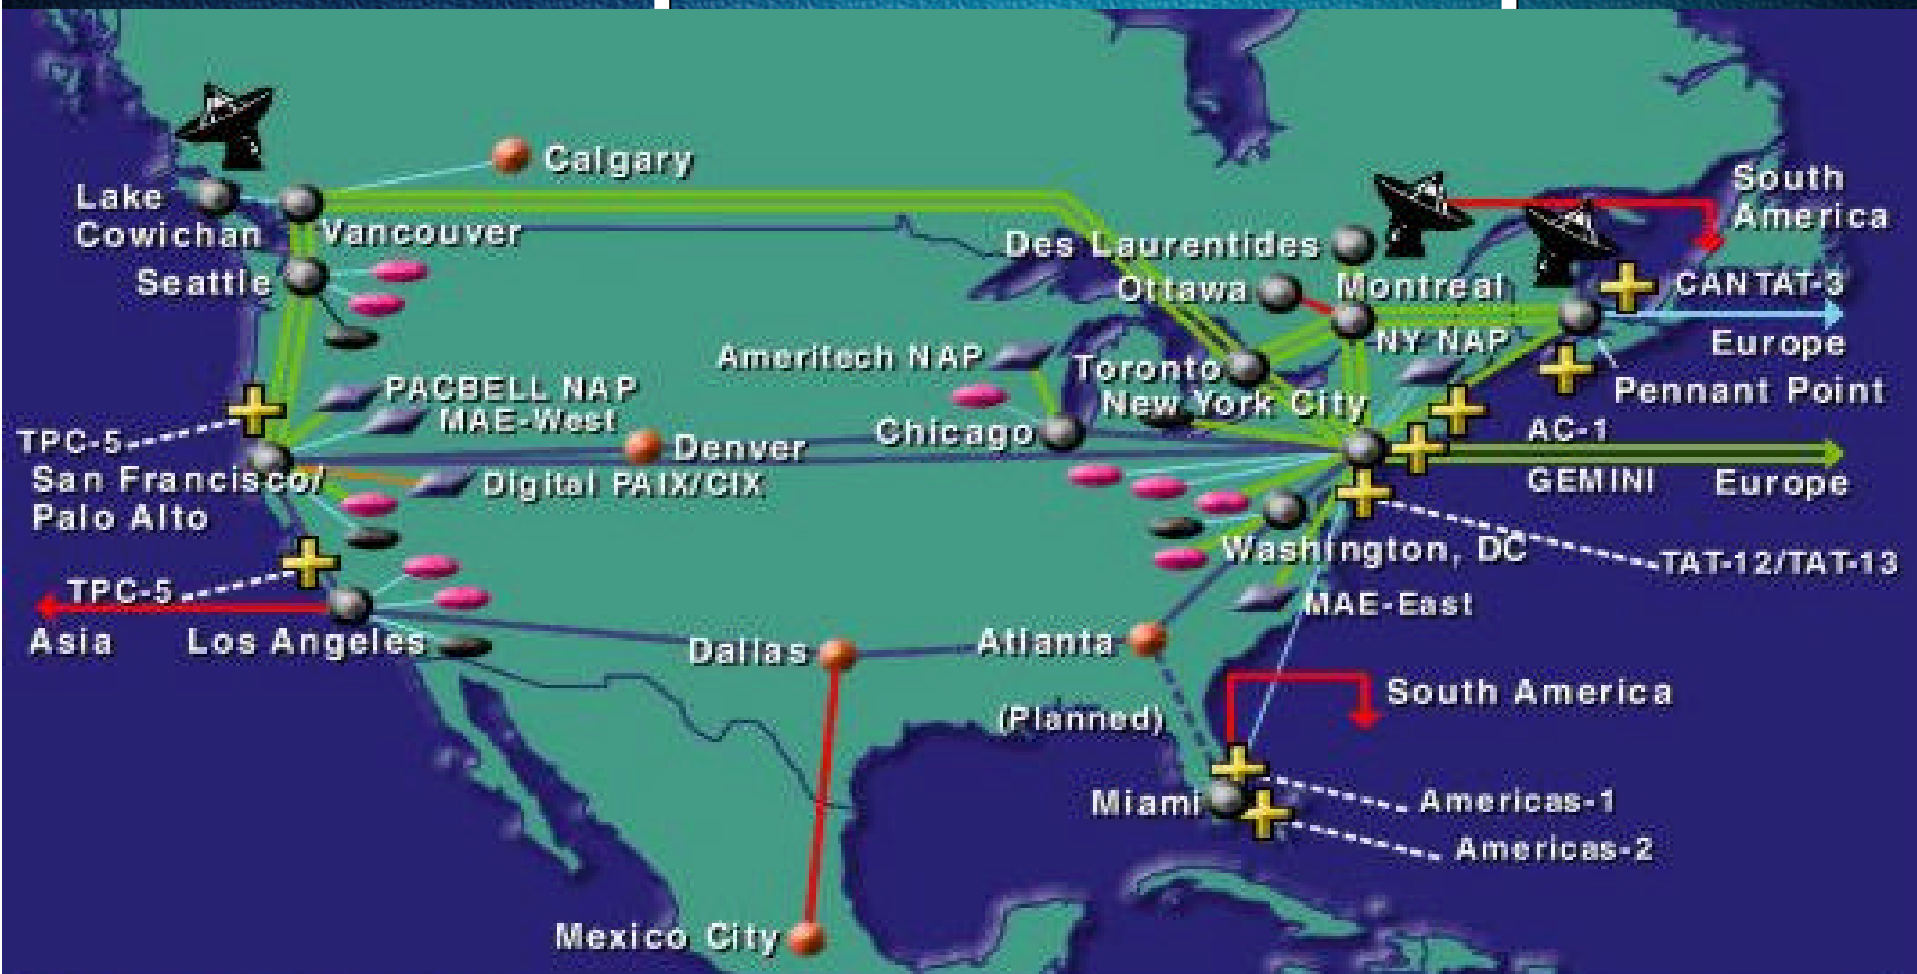 Calgary
Lake
Cowichan
Vancouver
Seattle
South
America
Des Laurentides
Ottawa
Montreal
CANTAT-3
NY NAP
Europe
Ameritech NAP
Toronto
Pennant Point
PACBELL NAP
MAE-West
New York City
TPC-5
Denver
Chicago
AC-1
San Francisco/
Palo Alto
Digital PAIX/CIX
GEMINI
Europe
Washington, DC
TAT-12/TAT-13
TPC-5
MAE-East
Asia
Los Angeles
Dallas
Atlanta
South America
(Planned)
Miami
Americas-1
Americas-2
Mexico City